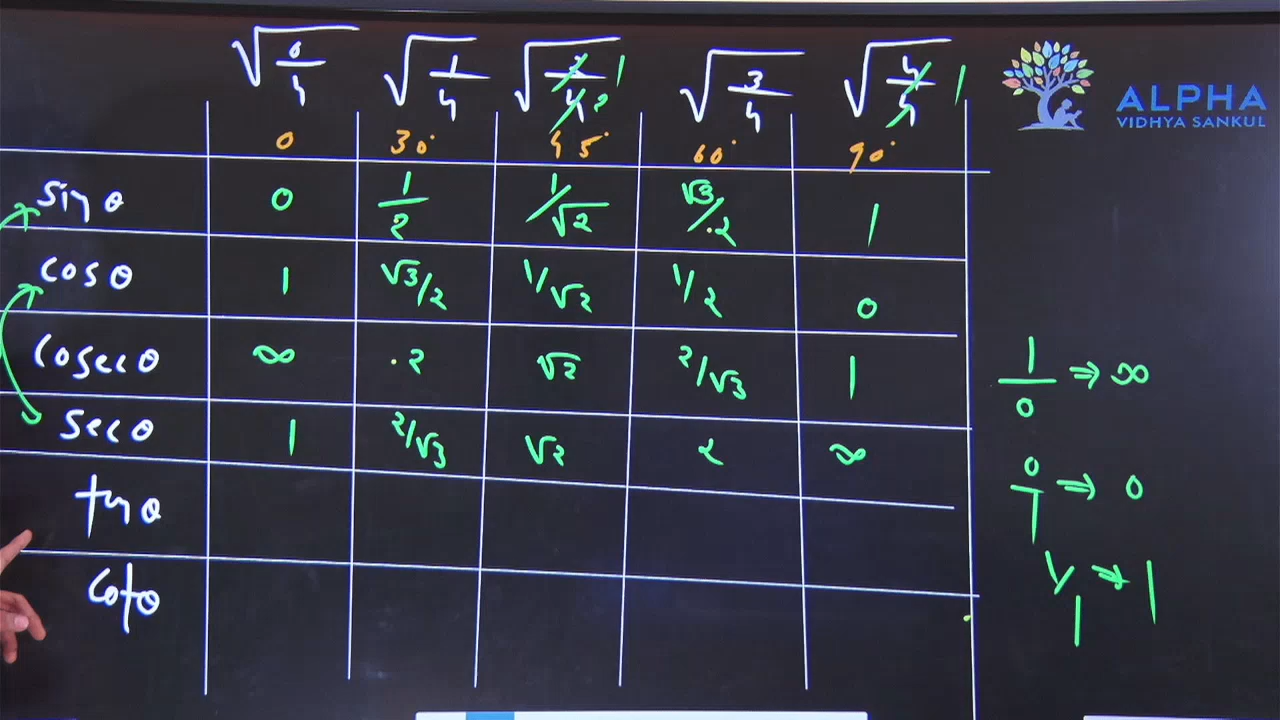 √0/4 √1/4 √2/4 1/2 √3/4 √4/4 1
ALPHA
VIDHYA SANKUL
0 30° 45° 60° 90°
sin θ 0 1/2 1/√2 √3/2 1
cos θ 1 √3/2 1/√2 1/2 0
cosec θ ∞ 2 √2 2/√3 1
sec θ 1 2/√3 √2 2 ∞
tan θ
cot θ
1/0 ⇒ ∞
0/1 ⇒ 0
1/1 ⇒ 1